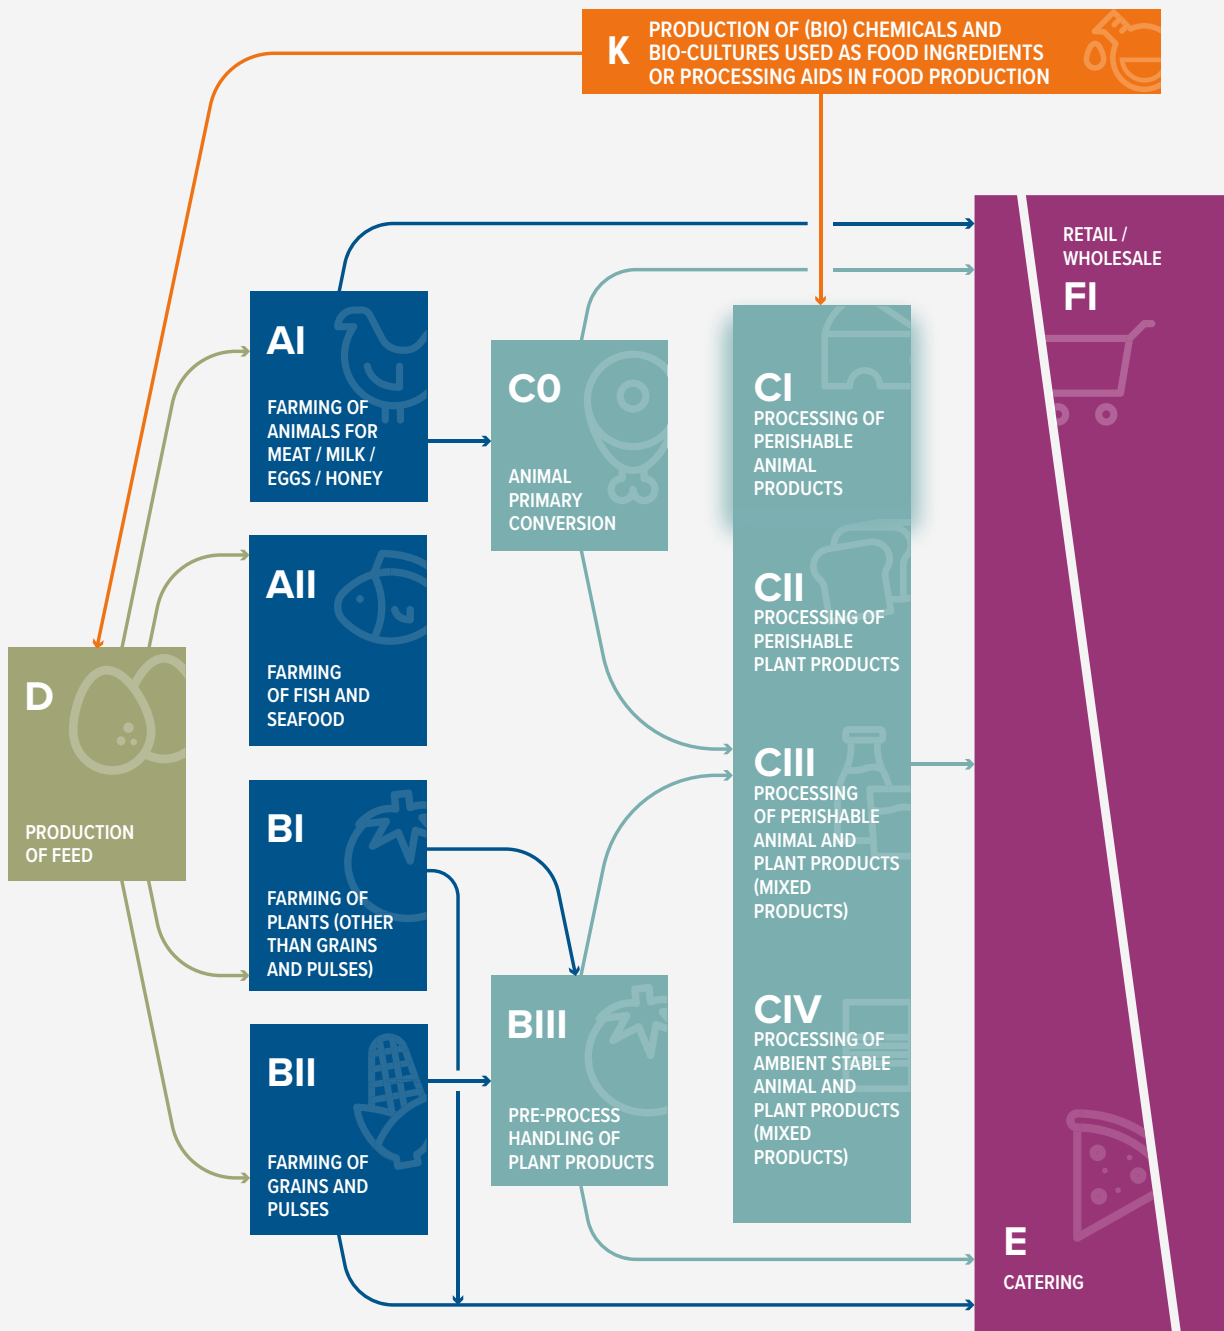 K
PRODUCTION OF (BIO) CHEMICALS AND
BIO-CULTURES USED AS FOOD INGREDIENTS
OR PROCESSING AIDS IN FOOD PRODUCTION
RETAIL /
WHOLESALE
FI
AI
FARMING OF
ANIMALS FOR
MEAT / MILK /
EGGS / HONEY
C0
ANIMAL
PRIMARY
CONVERSION
CI
PROCESSING OF
PERISHABLE
ANIMAL
PRODUCTS
AII
FARMING
OF FISH AND
SEAFOOD
CII
PROCESSING OF
PERISHABLE
PLANT PRODUCTS
D
PRODUCTION
OF FEED
BI
FARMING OF
PLANTS (OTHER
THAN GRAINS
AND PULSES)
CIII
PROCESSING
OF PERISHABLE
ANIMAL AND
PLANT PRODUCTS
(MIXED
PRODUCTS)
BII
FARMING OF
GRAINS AND
PULSES
BIII
PRE-PROCESS
HANDLING OF
PLANT PRODUCTS
CIV
PROCESSING OF
AMBIENT STABLE
ANIMAL AND
PLANT PRODUCTS
(MIXED
PRODUCTS)
E
CATERING